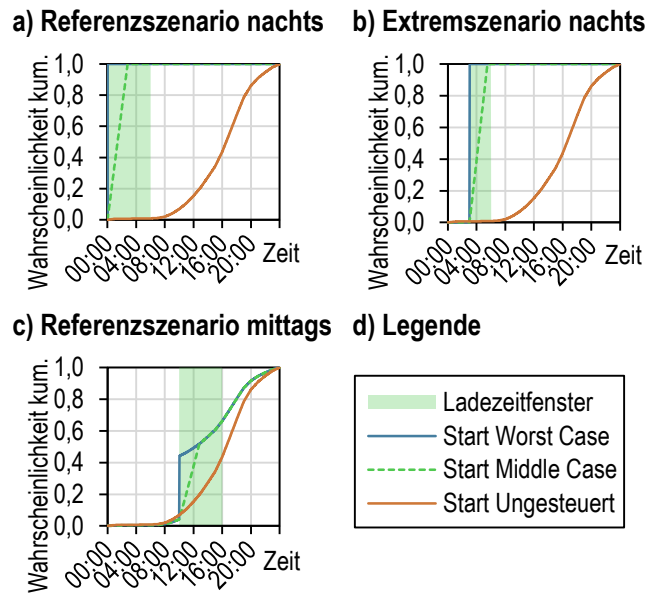 a) Referenzszenario nachts
Wahrscheinlichkeit kum.
1,0
0,8
0,6
0,4
0,2
0,0
00:00
04:00
08:00
12:00
16:00
20:00
Zeit
b) Extremszenario nachts
Wahrscheinlichkeit kum.
1,0
0,8
0,6
0,4
0,2
0,0
00:00
04:00
08:00
12:00
16:00
20:00
Zeit
c) Referenzszenario mittags
Wahrscheinlichkeit kum.
1,0
0,8
0,6
0,4
0,2
0,0
00:00
04:00
08:00
12:00
16:00
20:00
Zeit
d) Legende
Ladezeitfenster
Start Worst Case
Start Middle Case
Start Ungesteuert